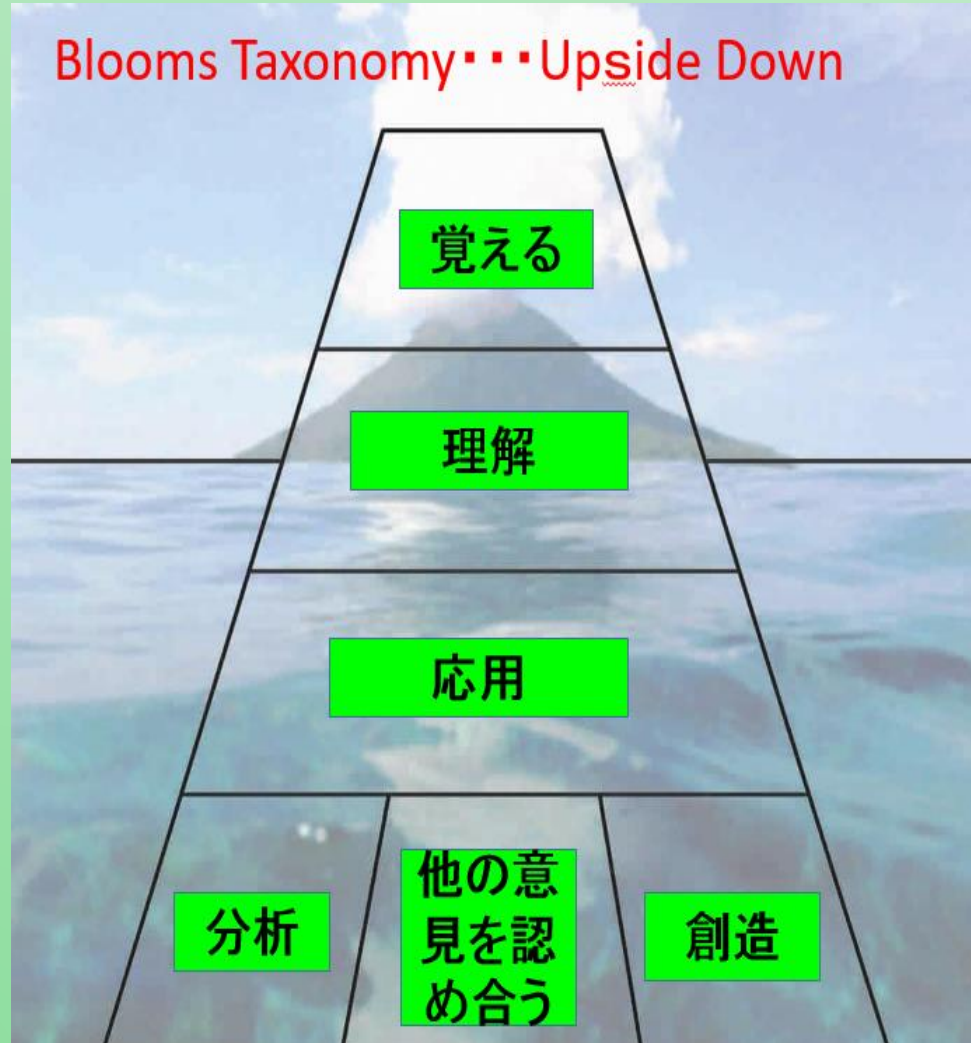 Blooms Taxonomy・・・Upside Down
覚える
理解
応用
分析
他の意
見を認
め合う
創造